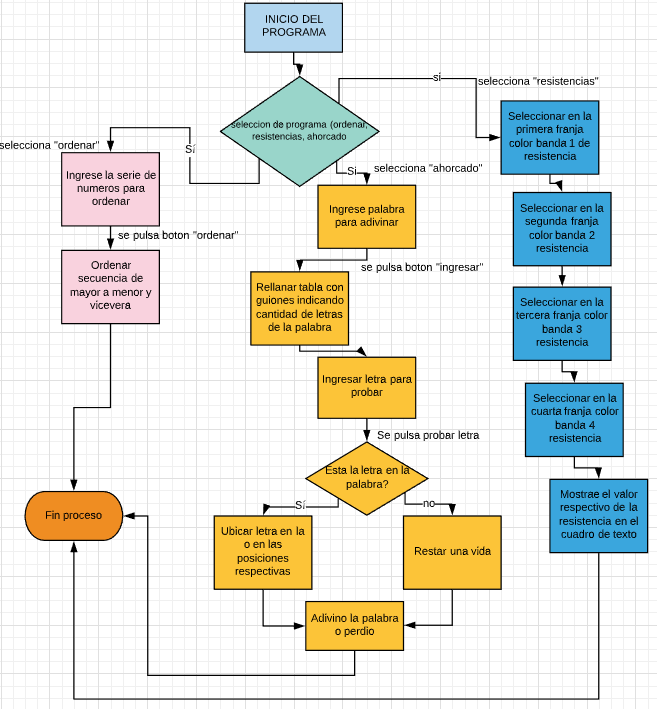 INICIO DEL
PROGRAMA
si
selecciona "resistencias"
seleccion de programa (ordenar,
resistencias, ahorcado
Seleccionar en la
primera franja
color banda 1 de
resistencia
selecciona "ordenar"
Sí
Si
selecciona "ahorcado"
Ingrese la serie de
numeros para
ordenar
Ingrese palabra
para adivinar
Seleccionar en la
segunda franja
color banda 2
resistencia
se pulsa boton "ordenar"
se pulsa boton "ingresar"
Ordenar
secuencia de
mayor a menor y
vicevera
Rellanar tabla con
guiones indicando
cantidad de letras
de la palabra
Seleccionar en la
tercera franja color
banda 3
resistencia
Ingresar letra para
probar
Seleccionar en la
cuarta franja color
banda 4
resistencia
Se pulsa probar letra
Esta la letra en la
palabra?
Sí
no
Mostrae el valor
respectivo de la
resistencia en el
cuadro de texto
Fin proceso
Ubicar letra en la
o en las
posiciones
respectivas
Restar una vida
Adivino la palabra
o perdio